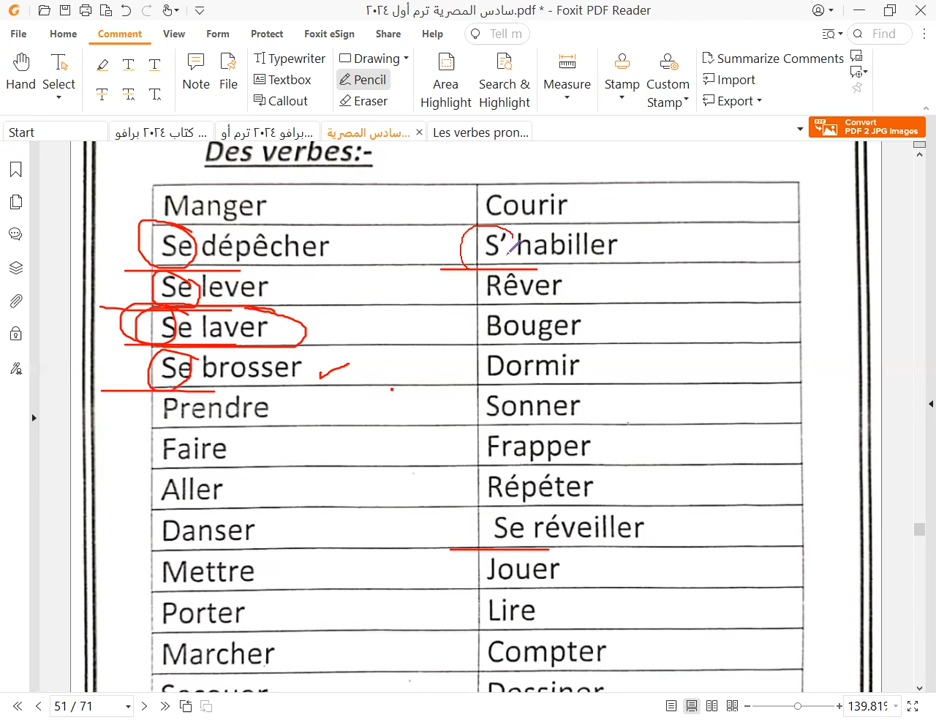 سادس المصرية ترم أول ٢٠٢٤.pdf * - Foxit PDF Reader
File Home Comment View Form Protect Foxit eSign Share Help Tell m Find
Hand Select Note File Typewriter Textbox Callout Drawing Pencil Eraser Area Highlight Search & Highlight Measure Stamp Custom Stamp Summarize Comments Import Export
Start كتاب ٢٠٢٤ برافو ... برافو ٢٠٢٤ ترم أو... سادس المصرية... × Les verbes pron... Convert PDF 2 JPG Images
Des verbes:-
Manger Courir
Se dépêcher S'habiller
Se lever Rêver
Se laver Bouger
Se brosser Dormir
Prendre Sonner
Faire Frapper
Aller Répéter
Danser Se réveiller
Mettre Jouer
Porter Lire
Marcher Compter
Secouer Dessiner
51 / 71 139.81%